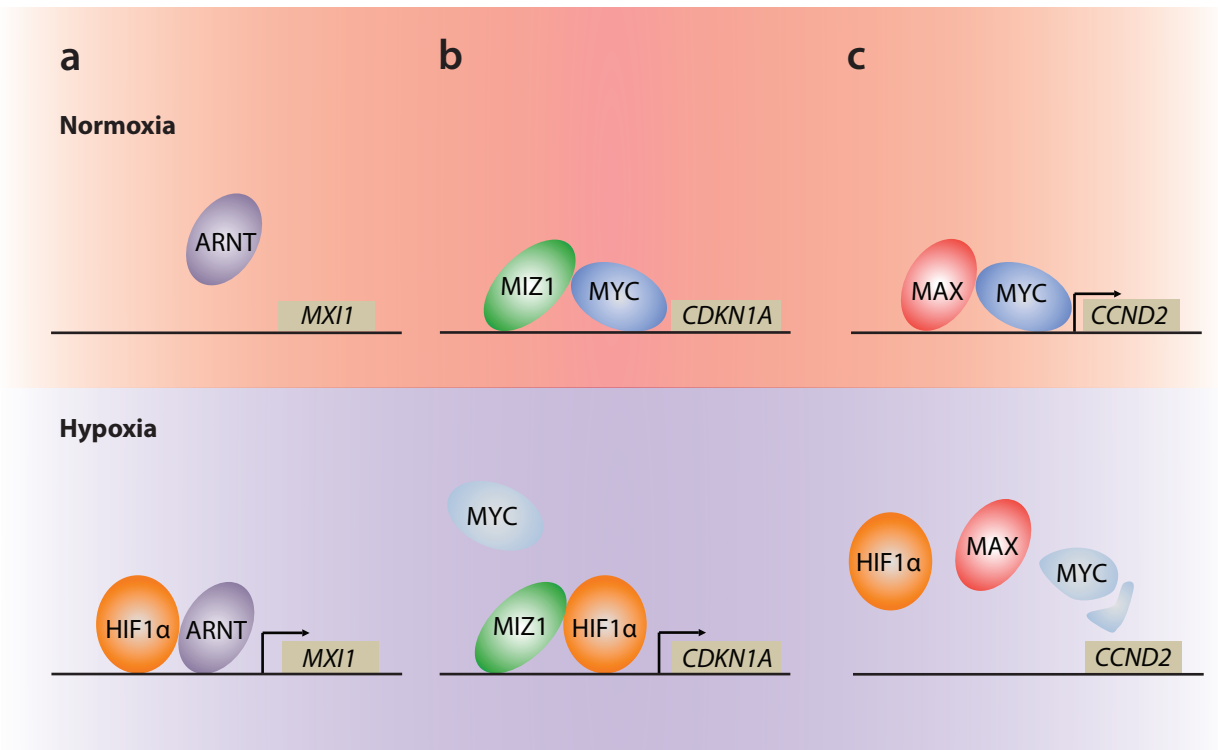 a
b
c
Normoxia
ARNT
MXI1
MIZ1
MYC
CDKN1A
MAX
MYC
CCND2
Hypoxia
HIF1α
ARNT
MXI1
MYC
MIZ1
HIF1α
CDKN1A
HIF1α
MAX
MYC
CCND2